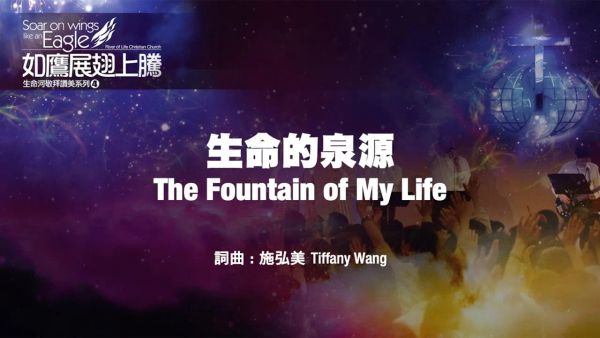 Soar on wings
like an Eagle
River of Life Christian Church
如鷹展翅上騰
生命河敬拜讚美系列4
生命的泉源
The Fountain of My Life
詞曲：施弘美 Tiffany Wang